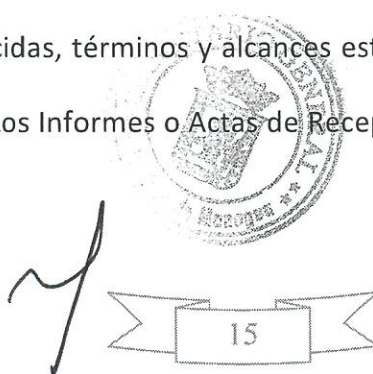 cidas, términos y alcances est
os Informes o Actas de Recep
15